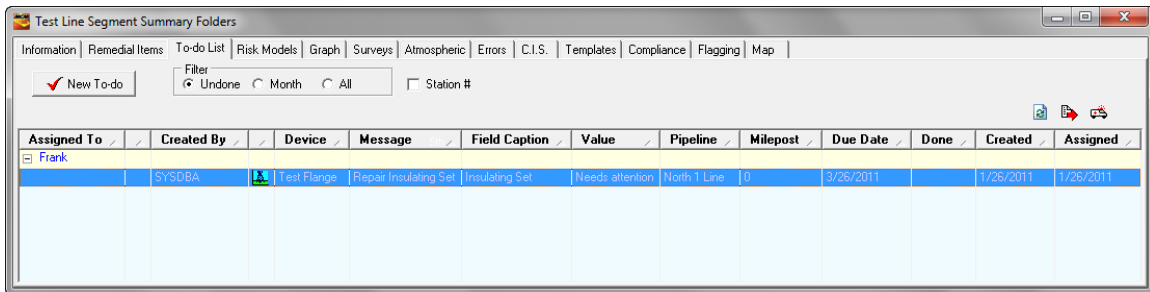 Test Line Segment Summary Folders
Information Remedial Items To-do List Risk Models Graph Surveys Atmospheric Errors C.I.S. Templates Compliance Flagging Map
New To-do Filter Undone Month All Station #
Assigned To Created By Device Message Field Caption Value Pipeline Milepost Due Date Done Created Assigned
Frank
SYSDBA Test Flange Repair Insulating Set Insulating Set Needs attention North 1 Line 0 3/26/2011 1/26/2011 1/26/2011